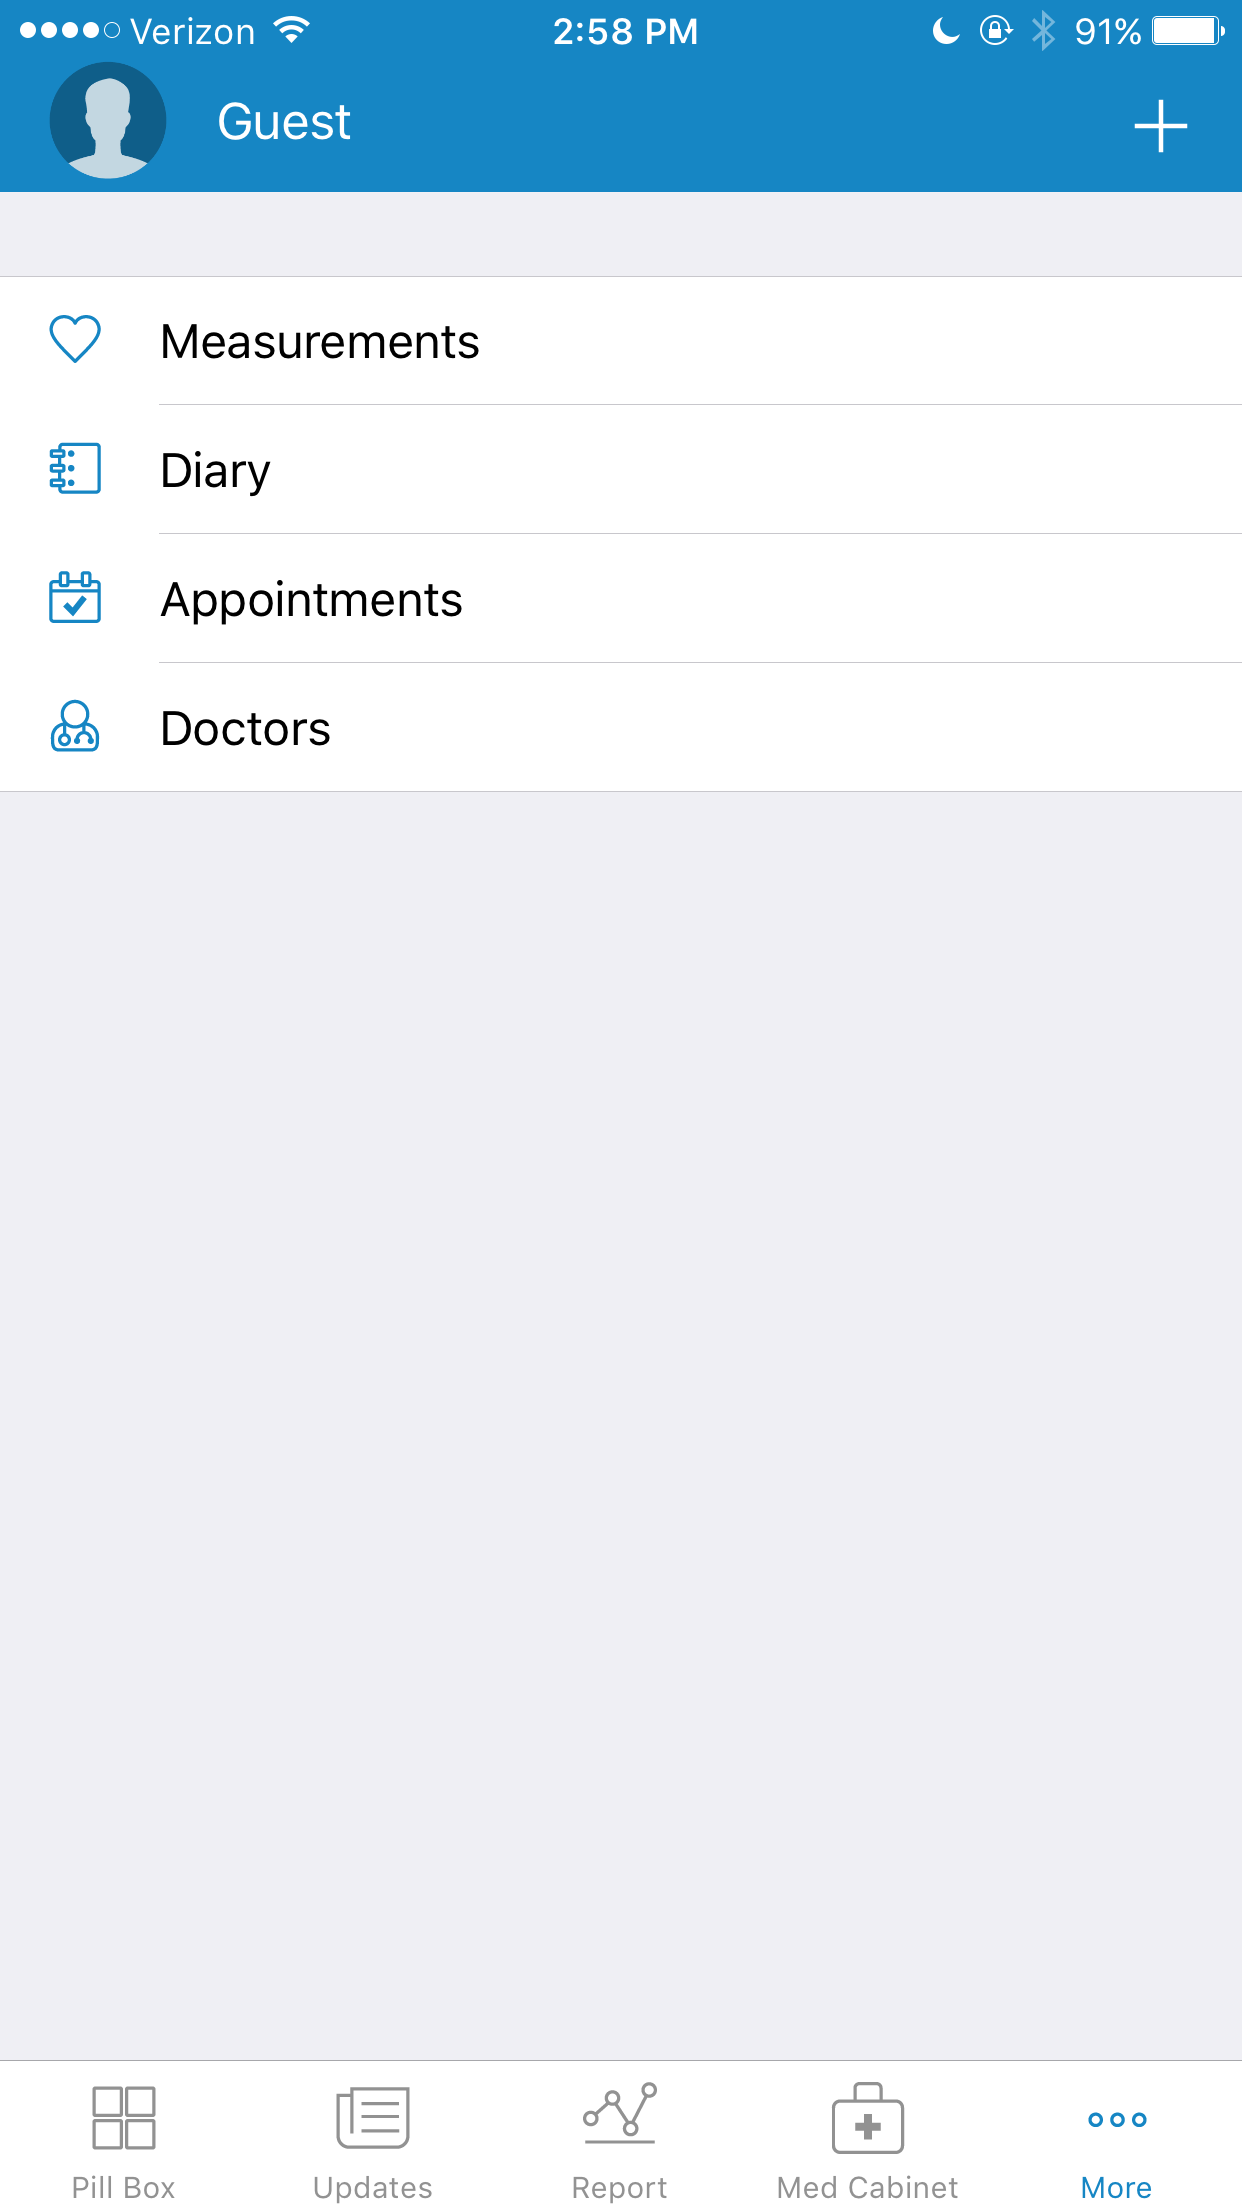 Verizon 2:58 PM 91%
Guest
Measurements
Diary
Appointments
Doctors
Pill Box Updates Report Med Cabinet More